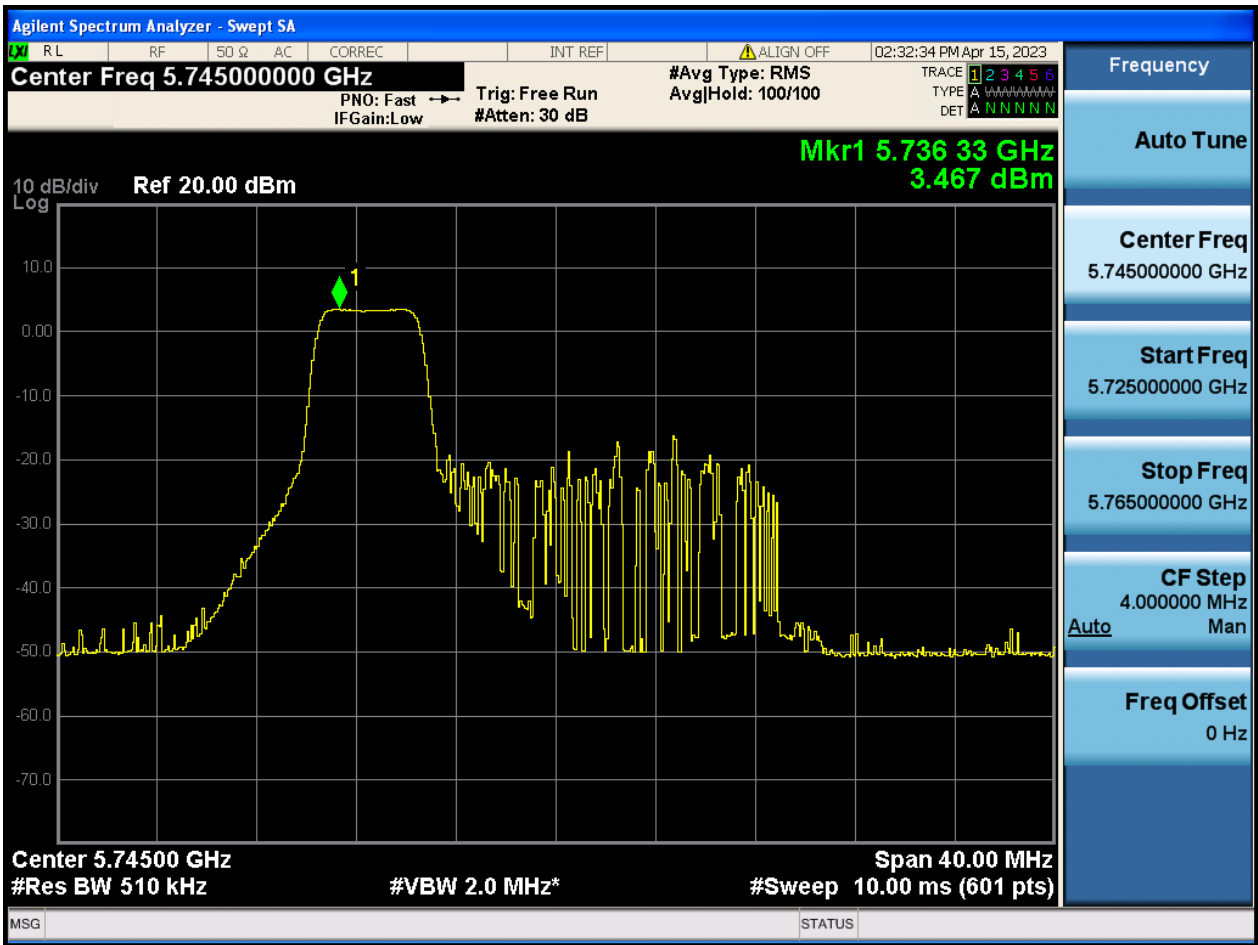 Agilent Spectrum Analyzer - Swept SA
LXI RL RF 50 Ω AC CORREC INT REF ALIGN OFF 02:32:34 PM Apr 15, 2023
Center Freq 5.745000000 GHz
PNO: Fast
IFGain:Low
Trig: Free Run
#Atten: 30 dB
#Avg Type: RMS
Avg|Hold: 100/100
TRACE 1 2 3 4 5 6
TYPE A WWWWW
DET A N N N N N
Mkr1 5.736 33 GHz
3.467 dBm
10 dB/div Ref 20.00 dBm
Log
10.0
1
0.00
-10.0
-20.0
-30.0
-40.0
-50.0
-60.0
-70.0
Center 5.74500 GHz Span 40.00 MHz
#Res BW 510 kHz #VBW 2.0 MHz* #Sweep 10.00 ms (601 pts)
MSG STATUS
Frequency
Auto Tune
Center Freq
5.745000000 GHz
Start Freq
5.725000000 GHz
Stop Freq
5.765000000 GHz
CF Step
4.000000 MHz
Auto Man
Freq Offset
0 Hz